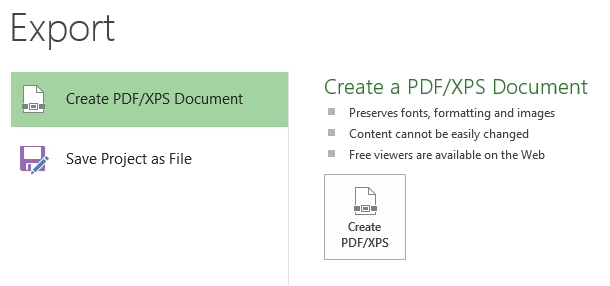 Export
Create PDF/XPS Document
Save Project as File
Create a PDF/XPS Document
Preserves fonts, formatting and images
Content cannot be easily changed
Free viewers are available on the Web
Create
PDF/XPS